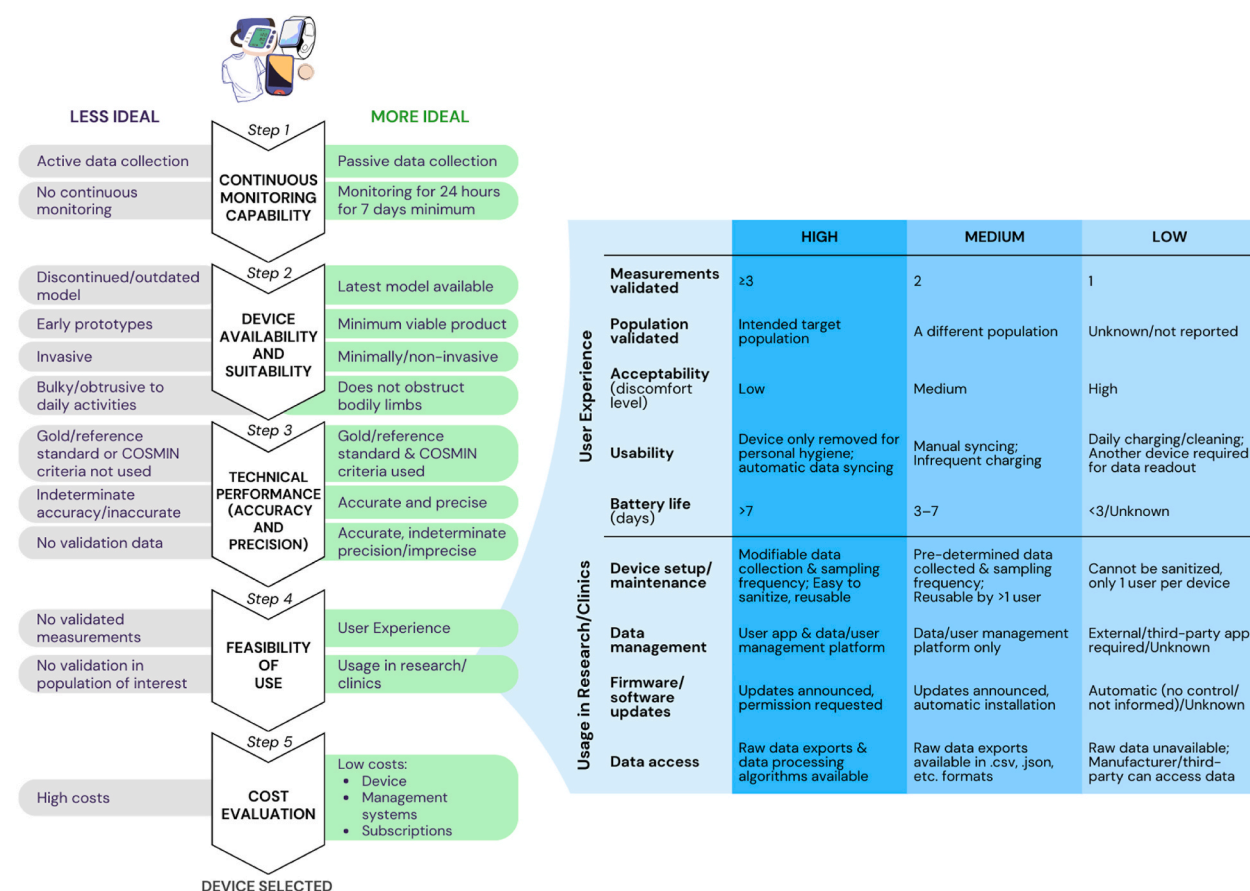 LESS IDEAL
MORE IDEAL
Step 1
CONTINUOUS
MONITORING
CAPABILITY
Active data collection
No continuous
monitoring
Passive data collection
Monitoring for 24 hours
for 7 days minimum
Step 2
DEVICE
AVAILABILITY
AND
SUITABILITY
Discontinued/outdated
model
Early prototypes
Invasive
Bulky/obtrusive to
daily activities
Latest model available
Minimum viable product
Minimally/non-invasive
Does not obstruct
bodily limbs
Step 3
TECHNICAL
PERFORMANCE
(ACCURACY
AND
PRECISION)
Gold/reference
standard or COSMIN
criteria not used
Indeterminate
accuracy/inaccurate
No validation data
Gold/reference
standard & COSMIN
criteria used
Accurate and precise
Accurate, indeterminate
precision/imprecise
Step 4
FEASIBILITY
OF
USE
No validated
measurements
No validation in
population of interest
User Experience
Usage in research/
clinics
Step 5
COST
EVALUATION
High costs
Low costs:
• Device
• Management
systems
• Subscriptions
DEVICE SELECTED
HIGH
MEDIUM
LOW
User Experience
Measurements
validated
≥3
2
1
Population
validated
Intended target
population
A different population
Unknown/not reported
Acceptability
(discomfort
level)
Low
Medium
High
Usability
Device only removed for
personal hygiene;
automatic data syncing
Manual syncing;
Infrequent charging
Daily charging/cleaning;
Another device required
for data readout
Battery life
(days)
>7
3–7
<3/Unknown
Usage in Research/Clinics
Device setup/
maintenance
Modifiable data
collection & sampling
frequency; Easy to
sanitize, reusable
Pre-determined data
collected & sampling
frequency;
Reusable by >1 user
Cannot be sanitized,
only 1 user per device
Data
management
User app & data/user
management platform
Data/user management
platform only
External/third-party app
required/Unknown
Firmware/
software
updates
Updates announced,
permission requested
Updates announced,
automatic installation
Automatic (no control/
not informed)/Unknown
Data access
Raw data exports &
data processing
algorithms available
Raw data exports
available in .csv, .json,
etc. formats
Raw data unavailable;
Manufacturer/third-
party can access data